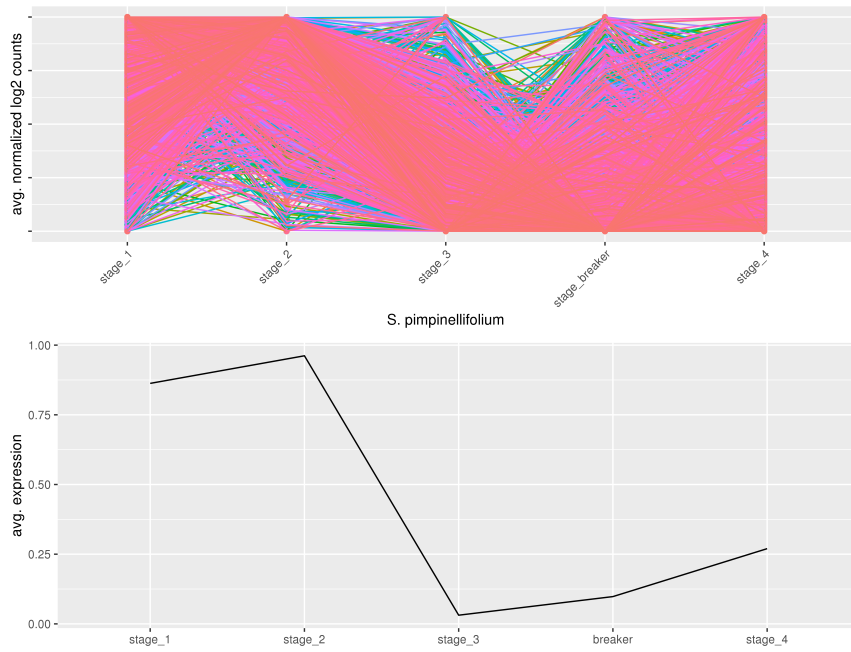 avg. normalized log2 counts
stage_1
stage_2
stage_3
stage_breaker
stage_4
S. pimpinellifolium
avg. expression
1.00
0.75
0.50
0.25
0.00
stage_1
stage_2
stage_3
breaker
stage_4